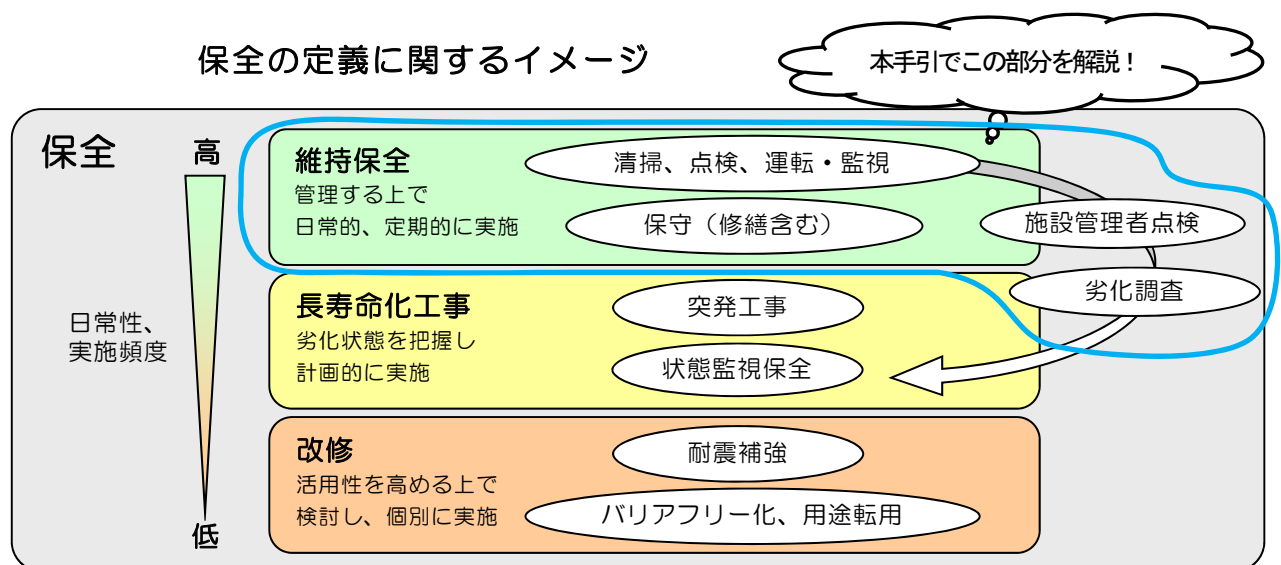 保全の定義に関するイメージ
本手引でこの部分を解説！
保全
高
日常性、
実施頻度
低
維持保全
管理する上で
日常的、定期的に実施
清掃、点検、運転・監視
保守（修繕含む）
施設管理者点検
劣化調査
長寿命化工事
劣化状態を把握し
計画的に実施
突発工事
状態監視保全
改修
活用性を高める上で
検討し、個別に実施
耐震補強
バリアフリー化、用途転用